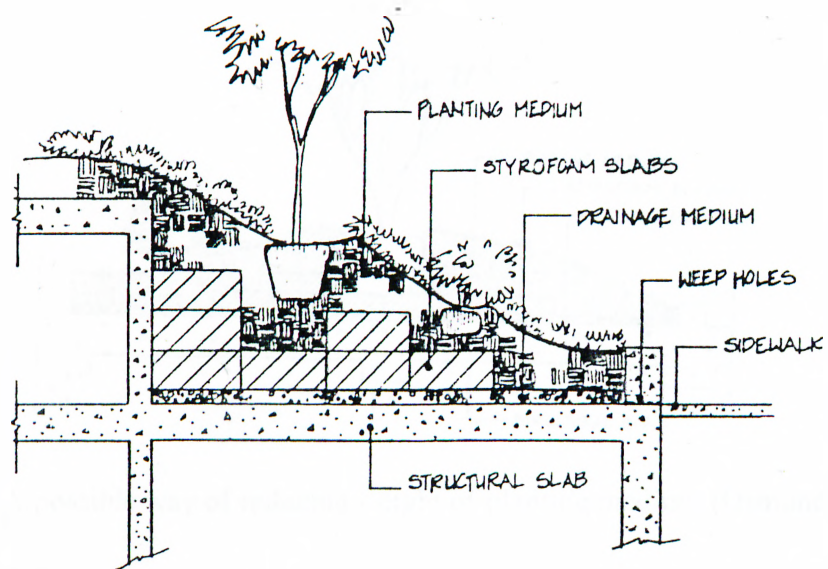 PLANTING MEDIUM
STYROFOAM SLABS
DRAINAGE MEDIUM
WEEP HOLES
SIDEWALK
STRUCTURAL SLAB